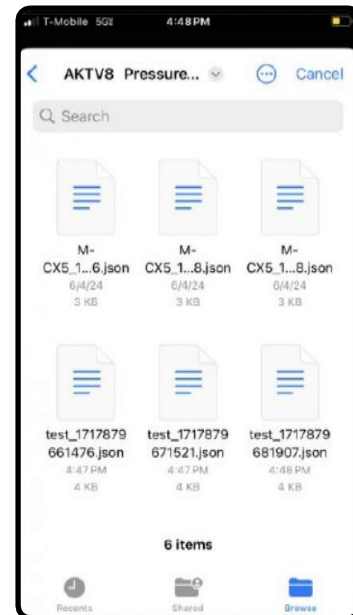 T-Mobile 5G 4:48 PM
AKTV8 Pressure... Cancel
Search
M-
CX5_1...6.json
6/4/24
3 KB
M-
CX5_1...8.json
6/4/24
3 KB
M-
CX5_1...8.json
6/4/24
3 KB
test_1717879
661476.json
4:47 PM
4 KB
test_1717879
671521.json
4:47 PM
4 KB
test_1717879
681907.json
4:48 PM
4 KB
6 items
Recents Shared Browse